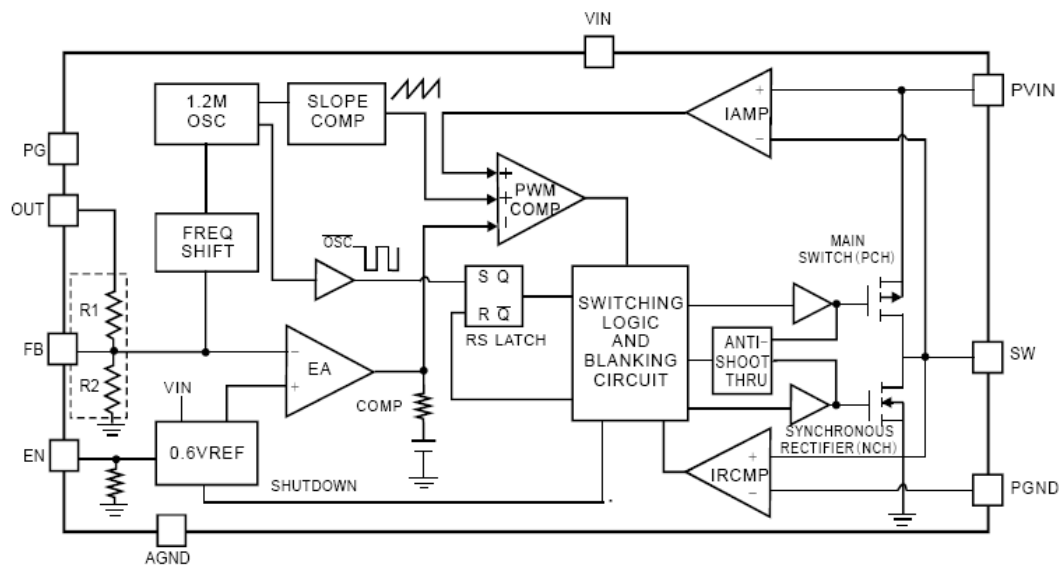 VIN
1.2M
OSC
SLOPE
COMP
IAMP
+
−
PVIN
PG
OUT
FREQ
SHIFT
+
+
−
PWM
COMP
OSC
MAIN
SWITCH (PCH)
S Q
R Q
RS LATCH
SWITCHING
LOGIC
AND
BLANKING
CIRCUIT
ANTI-
SHOOT
THRU
R1
R2
FB
SW
−
+
EA
VIN
COMP
0.6VREF
EN
SYNCHRONOUS
RECTIFIER (NCH)
+
−
IRCMP
SHUTDOWN
PGND
AGND